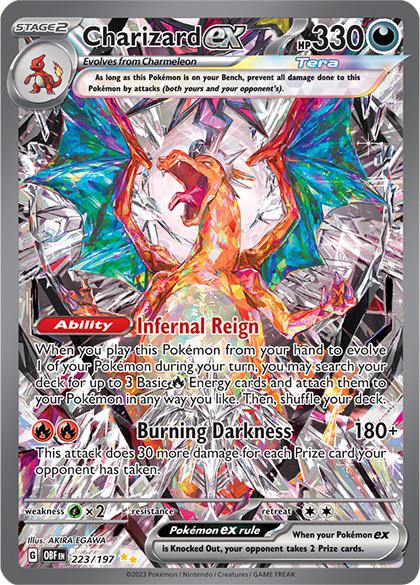 STAGE2 Charizard ex HP330
Evolves from Charmeleon Tera
As long as this Pokémon is on your Bench, prevent all damage done to this
Pokémon by attacks (both yours and your opponent's).
Ability Infernal Reign
When you play this Pokémon from your hand to evolve
1 of your Pokémon during your turn, you may search your
deck for up to 3 Basic Energy cards and attach them to
your Pokémon in any way you like. Then, shuffle your deck.
Burning Darkness 180+
This attack does 30 more damage for each Prize card your
opponent has taken.
weakness ×2 resistance retreat
Illus. AKIRA EGAWA
G OBF EN 223/197
Pokémon ex rule
When your Pokémon ex
is Knocked Out, your opponent takes 2 Prize cards.
©2023 Pokémon / Nintendo / Creatures / GAME FREAK